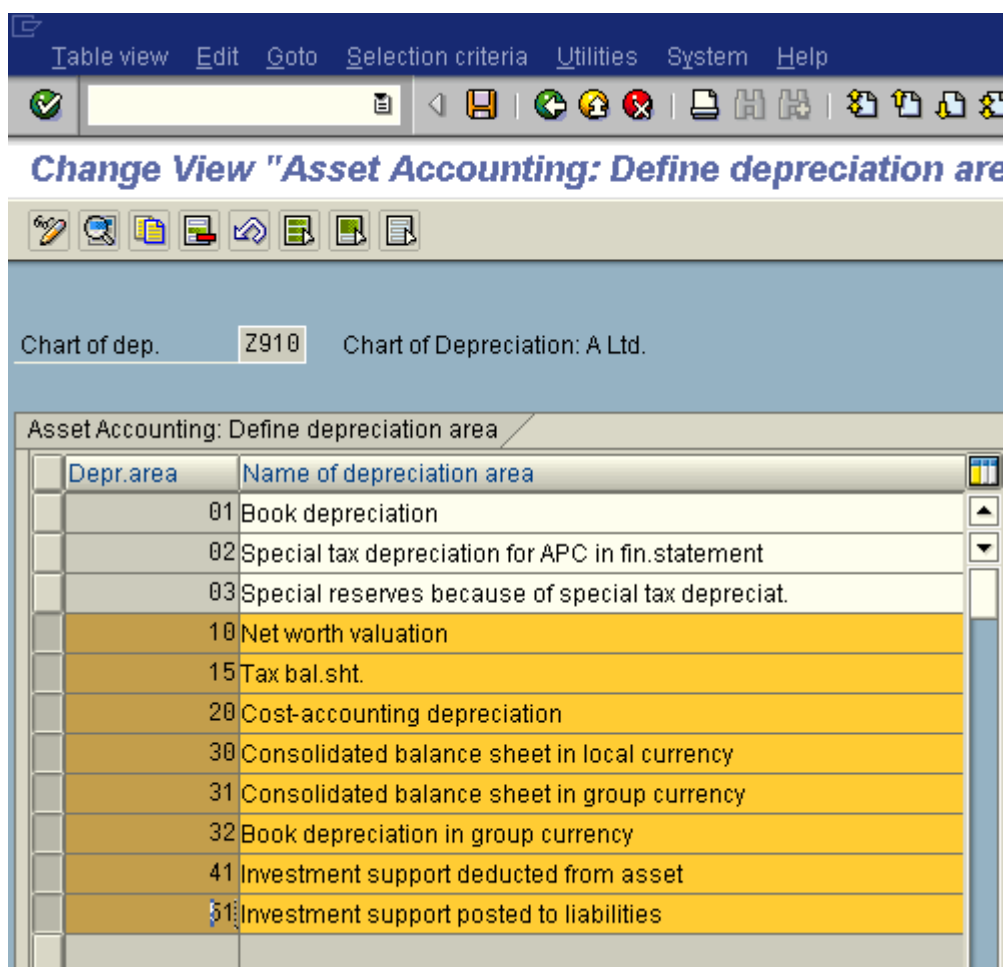 Table view Edit Goto Selection criteria Utilities System Help
Change View "Asset Accounting: Define depreciation are
Chart of dep. Z910 Chart of Depreciation: A Ltd.
Asset Accounting: Define depreciation area
Depr.area Name of depreciation area
01 Book depreciation
02 Special tax depreciation for APC in fin.statement
03 Special reserves because of special tax depreciat.
10 Net worth valuation
15 Tax bal.sht.
20 Cost-accounting depreciation
30 Consolidated balance sheet in local currency
31 Consolidated balance sheet in group currency
32 Book depreciation in group currency
41 Investment support deducted from asset
51 Investment support posted to liabilities